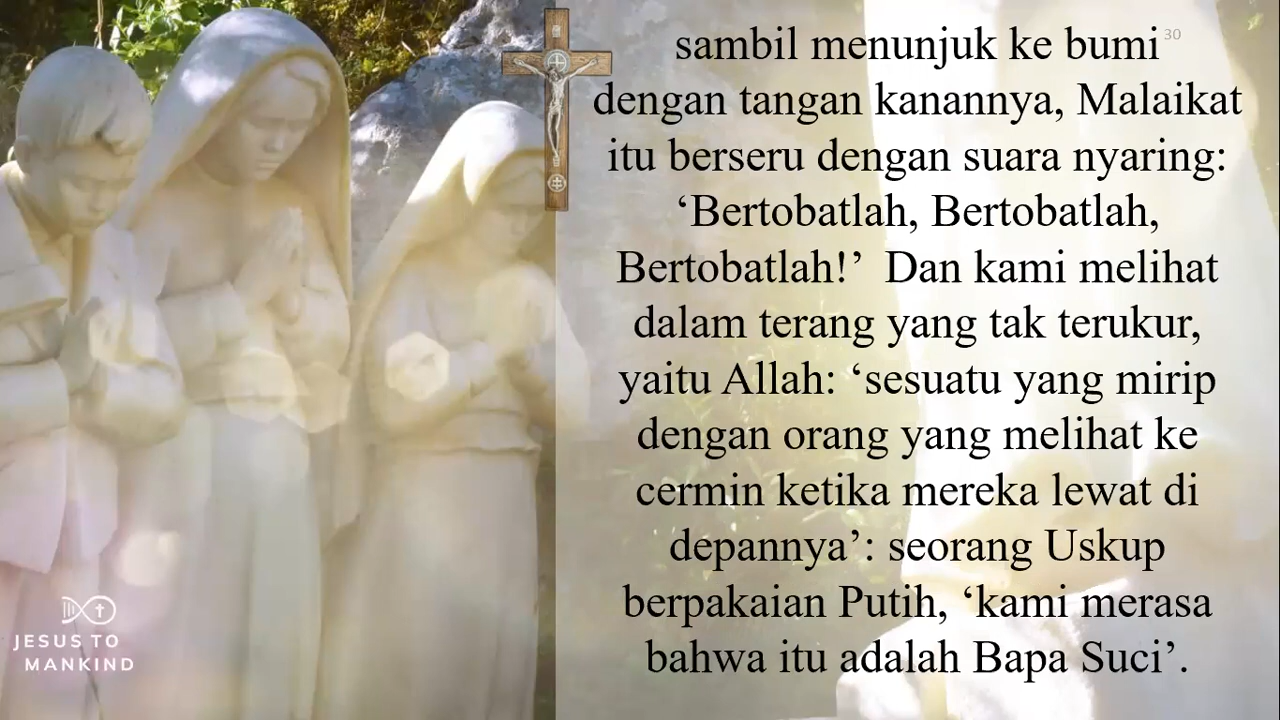 sambil menunjuk ke bumi 30
dengan tangan kanannya, Malaikat
itu berseru dengan suara nyaring:
‘Bertobatlah, Bertobatlah,
Bertobatlah!’  Dan kami melihat
dalam terang yang tak terukur,
yaitu Allah: ‘sesuatu yang mirip
dengan orang yang melihat ke
cermin ketika mereka lewat di
depannya’: seorang Uskup
berpakaian Putih, ‘kami merasa
bahwa itu adalah Bapa Suci’.
JESUS TO
MANKIND